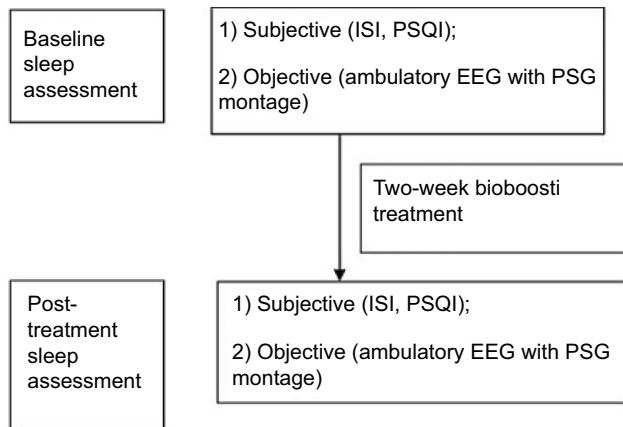 Baseline
sleep
assessment
1) Subjective (ISI, PSQI);
2) Objective (ambulatory EEG with PSG
montage)
Two-week bioboosti
treatment
Post-
treatment
sleep
assessment
1) Subjective (ISI, PSQI);
2) Objective (ambulatory EEG with PSG
montage)